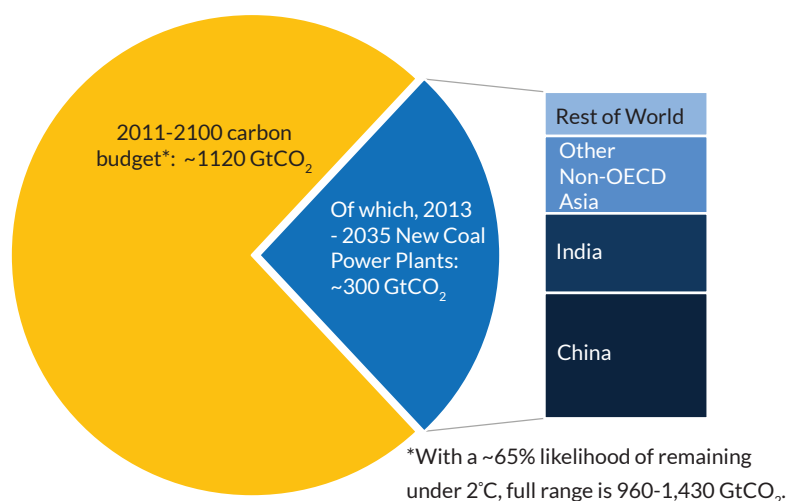 2011-2100 carbon
budget*: ~1120 GtCO₂
Of which, 2013
- 2035 New Coal
Power Plants:
~300 GtCO₂
Rest of World
Other
Non-OECD
Asia
India
China
*With a ~65% likelihood of remaining
under 2°C, full range is 960-1,430 GtCO₂.